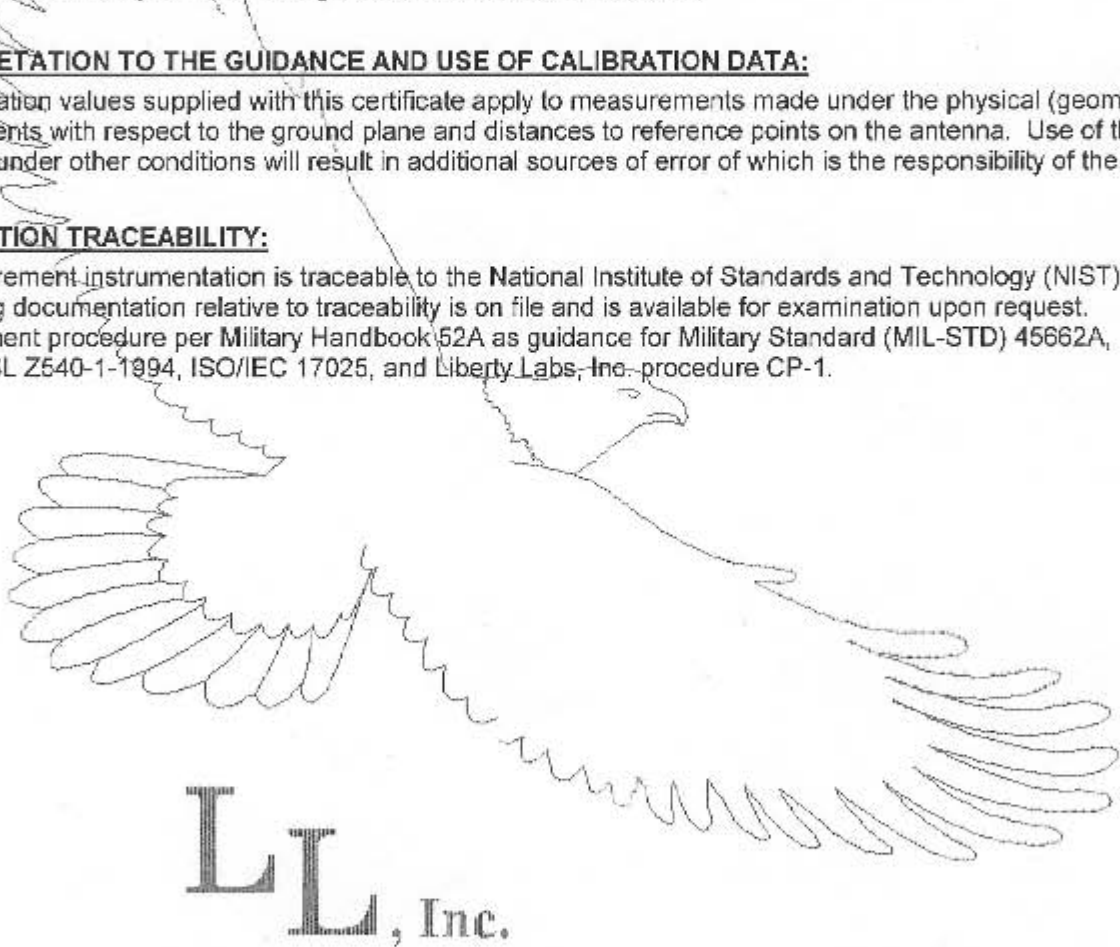 ETATION TO THE GUIDANCE AND USE OF CALIBRATION DATA:
ation values supplied with this certificate apply to measurements made under the physical (geom
ents with respect to the ground plane and distances to reference points on the antenna. Use of th
under other conditions will result in additional sources of error of which is the responsibility of the
TION TRACEABILITY:
rement instrumentation is traceable to the National Institute of Standards and Technology (NIST)
g documentation relative to traceability is on file and is available for examination upon request.
ent procedure per Military Handbook 52A as guidance for Military Standard (MIL-STD) 45662A,
L Z540-1-1994, ISO/IEC 17025, and Liberty Labs, Inc. procedure CP-1.
LL, Inc.